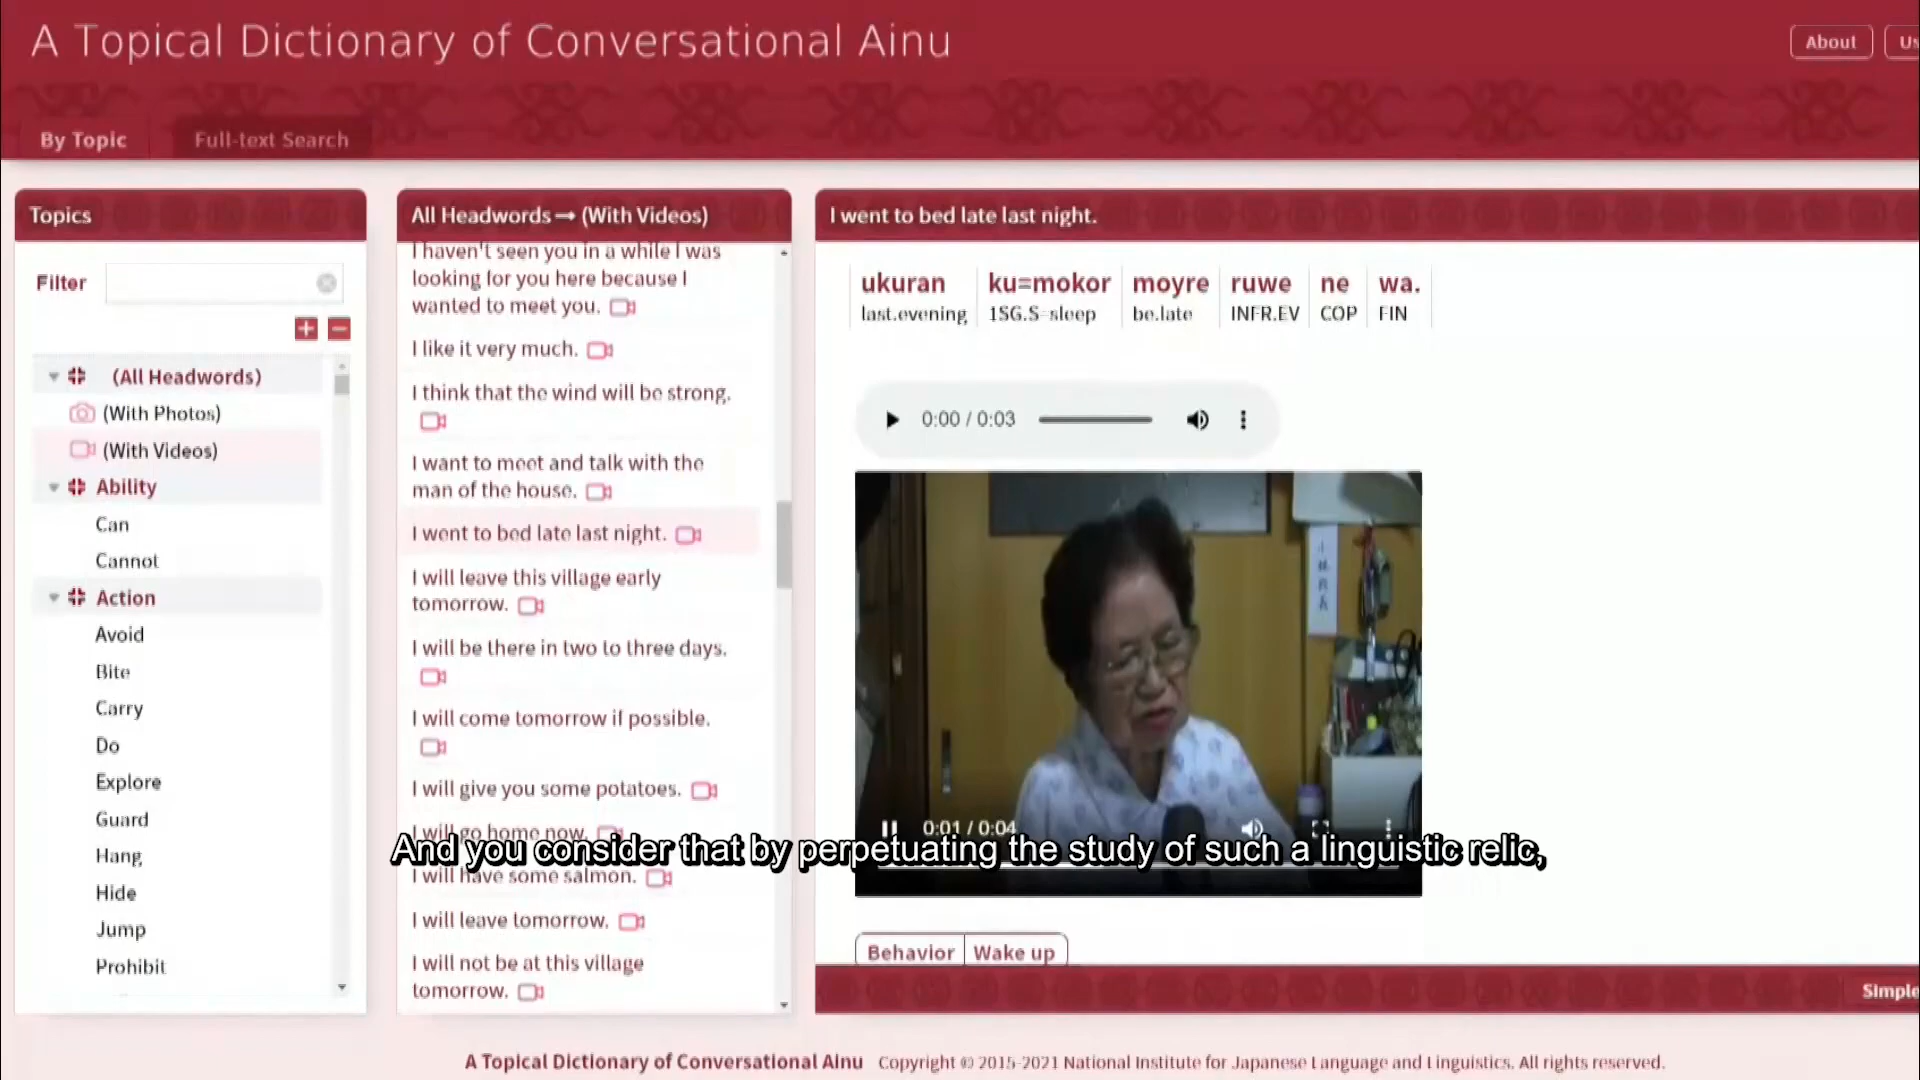 A Topical Dictionary of Conversational Ainu
About
Us
By Topic
Full-text Search
Topics
Filter
(All Headwords)
(With Photos)
(With Videos)
Ability
Can
Cannot
Action
Avoid
Bite
Carry
Do
Explore
Guard
Hang
Hide
Jump
Prohibit
All Headwords → (With Videos)
I haven't seen you in a while I was
looking for you here because I
wanted to meet you.
I like it very much.
I think that the wind will be strong.
I want to meet and talk with the
man of the house.
I went to bed late last night.
I will leave this village early
tomorrow.
I will be there in two to three days.
I will come tomorrow if possible.
I will give you some potatoes.
I will go home now.
I will have some salmon.
I will leave tomorrow.
I will not be at this village
tomorrow.
I went to bed late last night.
ukuran ku=mokor moyre ruwe ne wa.
last.evening 1SG.S=sleep be.late INFR.EV COP FIN
0:00 / 0:03
0:01 / 0:04
And you consider that by perpetuating the study of such a linguistic relic,
Behavior
Wake up
Simple
A Topical Dictionary of Conversational Ainu Copyright © 2015-2021 National Institute for Japanese Language and Linguistics. All rights reserved.